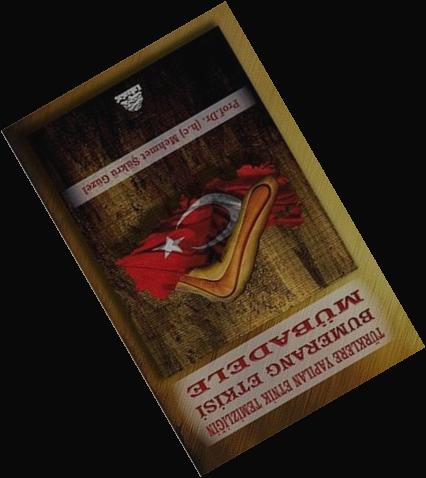 TÜRKLERE YAPILAN ETNİK TEMİZLİĞİN
BUMERANG ETKİSİ
MÜBADELE
Prof.Dr. (h.c) Mehmet Şükrü Güzel